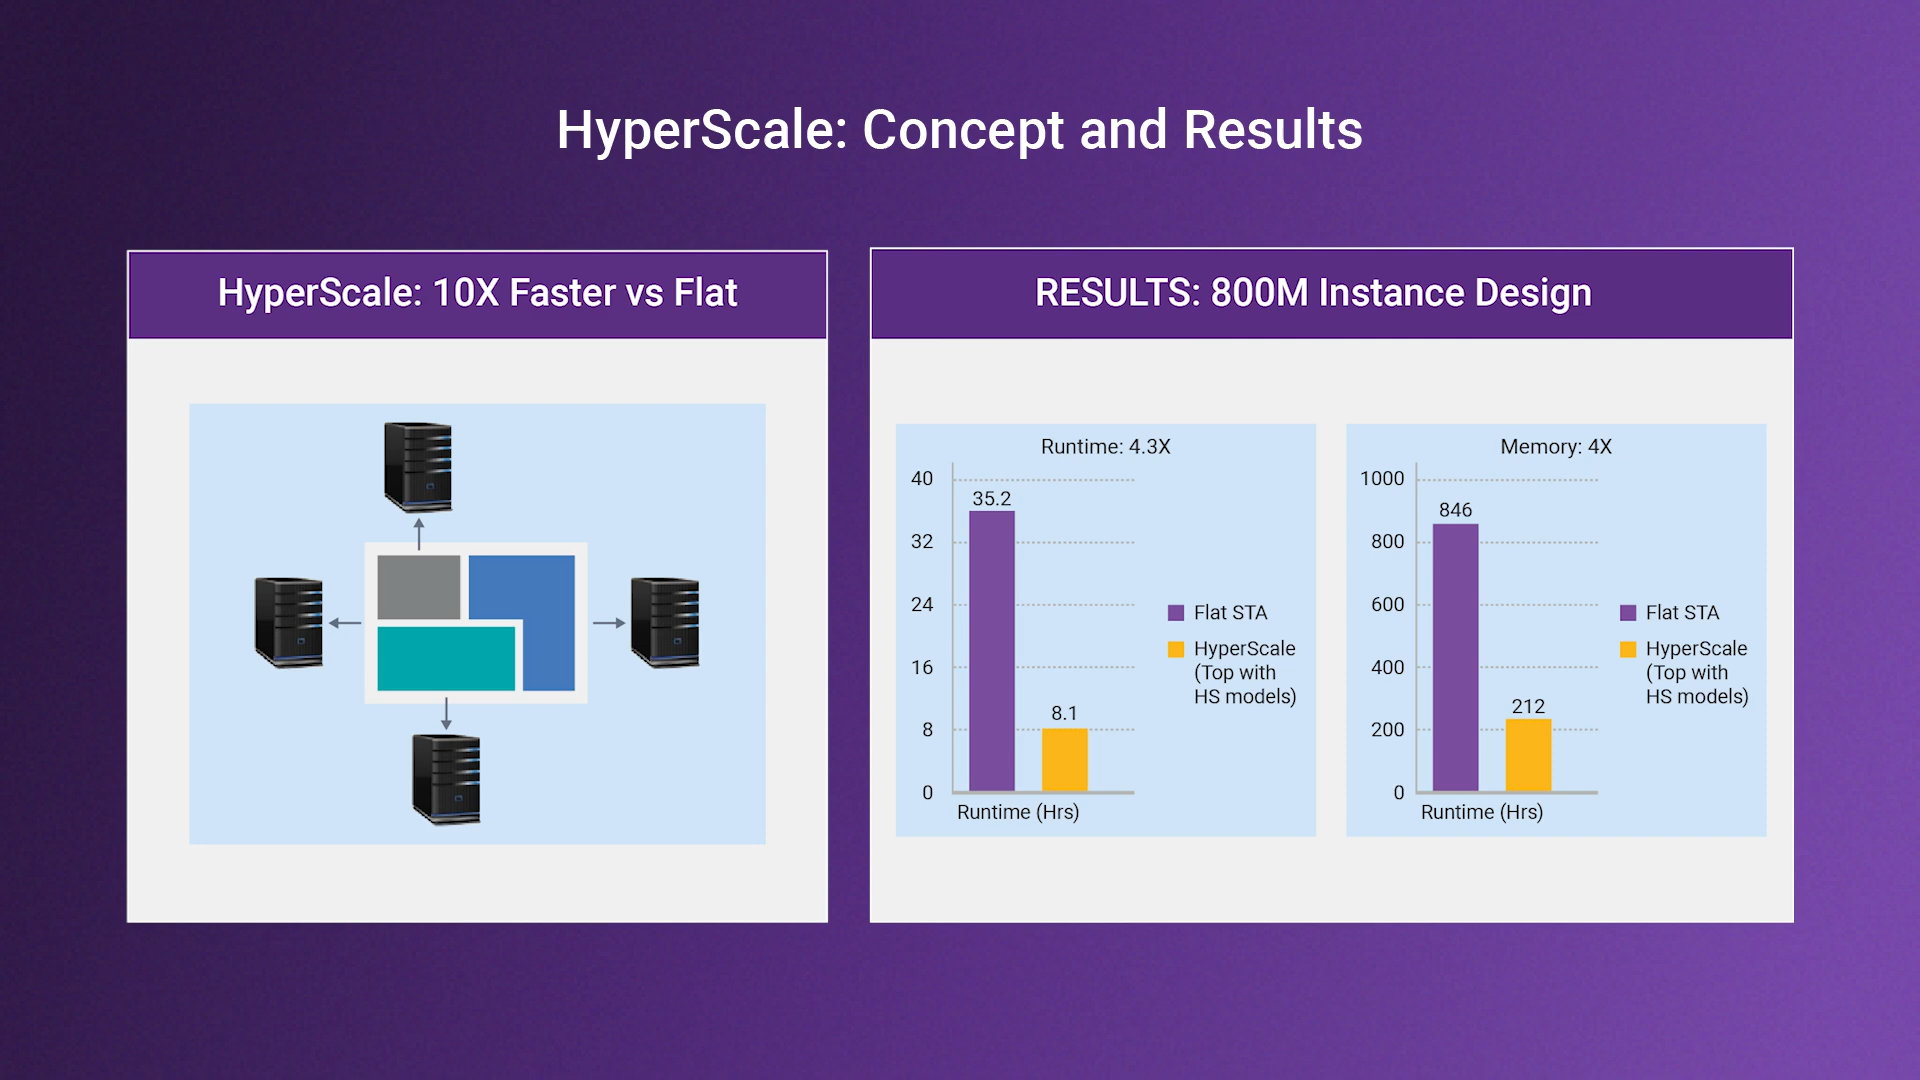 HyperScale: Concept and Results
HyperScale: 10X Faster vs Flat
RESULTS: 800M Instance Design
Runtime: 4.3X
40
32
24
16
8
0
35.2
8.1
Runtime (Hrs)
Flat STA
HyperScale
(Top with
HS models)
Memory: 4X
1000
800
600
400
200
0
846
212
Runtime (Hrs)
Flat STA
HyperScale
(Top with
HS models)